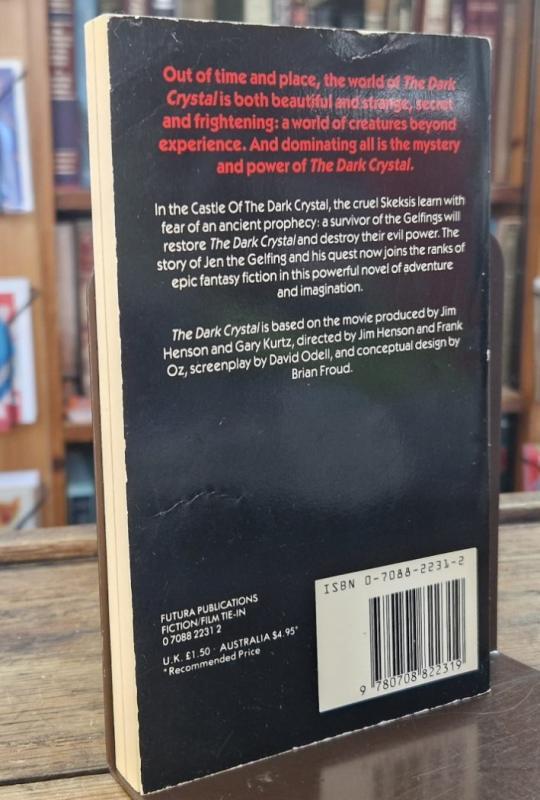 Out of time and place, the world of The Dark
Crystal is both beautiful and strange, secret
and frightening: a world of creatures beyond
experience. And dominating all is the mystery
and power of The Dark Crystal.
In the Castle Of The Dark Crystal, the cruel Skeksis learn with
fear of an ancient prophecy: a survivor of the Gelfings will
restore The Dark Crystal and destroy their evil power. The
story of Jen the Gelfing and his quest now joins the ranks of
epic fantasy fiction in this powerful novel of adventure
and imagination.
The Dark Crystal is based on the movie produced by Jim
Henson and Gary Kurtz, directed by Jim Henson and Frank
Oz, screenplay by David Odell, and conceptual design by
Brian Froud.
FUTURA PUBLICATIONS
FICTION/FILM TIE-IN
0 7088 2231 2
U.K. £1.50 · AUSTRALIA $4.95*
*Recommended Price
ISBN 0-7088-2231-2
9 780708 822319